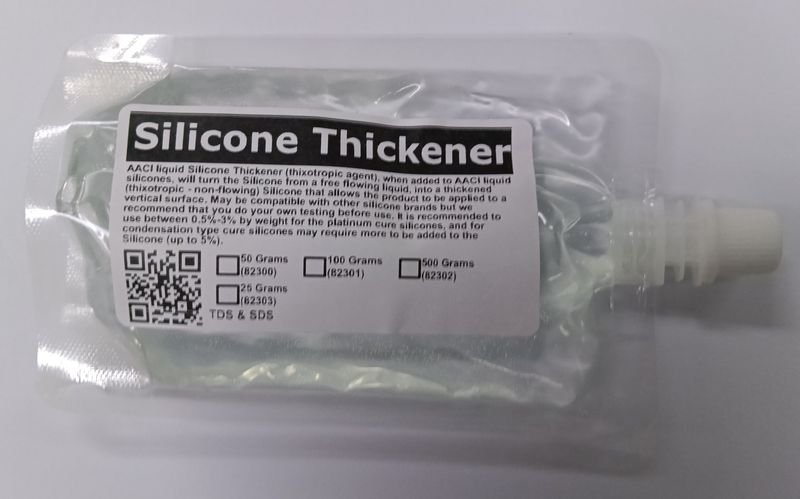 Silicone Thickener
AACI liquid Silicone Thickener (thixotropic agent), when added to AACI liquid
silicones, will turn the Silicone from a free flowing liquid, into a thickened
(thixotropic - non-flowing) Silicone that allows the product to be applied to a
vertical surface. May be compatible with other silicone brands but we
recommend that you do your own testing before use. It is recommended to
use between 0.5%-3% by weight for the platinum cure silicones, and for
condensation type cure silicones may require more to be added to the
Silicone (up to 5%).
50 Grams
(82300)
100 Grams
(82301)
500 Grams
(82302)
25 Grams
(82303)
TDS & SDS